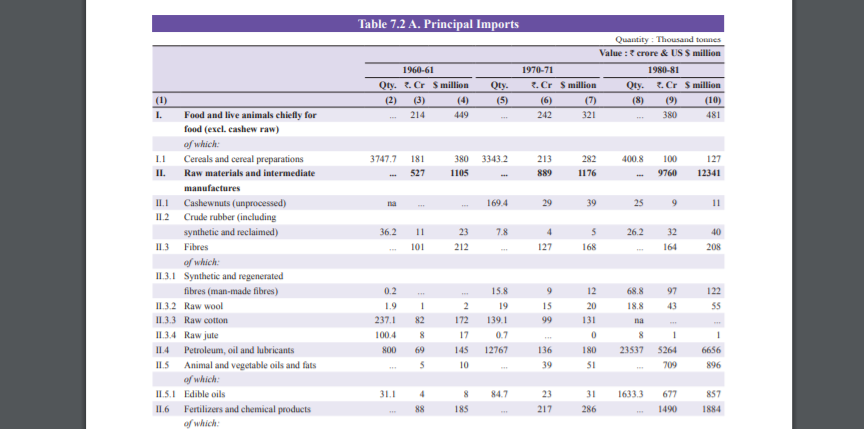 Table 7.2 A. Principal Imports
Quantity : Thousand tonnes
Value : ₹ crore & US $ million
1960-61 1970-71 1980-81
Qty. ₹. Cr $ million Qty. ₹. Cr $ million Qty. ₹. Cr $ million
(1) (2) (3) (4) (5) (6) (7) (8) (9) (10)
I. Food and live animals chiefly for ... 214 449 ... 242 321 ... 380 481
food (excl. cashew raw)
of which:
I.1 Cereals and cereal preparations 3747.7 181 380 3343.2 213 282 400.8 100 127
II. Raw materials and intermediate ... 527 1105 ... 889 1176 ... 9760 12341
manufactures
II.1 Cashewnuts (unprocessed) na ... ... 169.4 29 39 25 9 11
II.2 Crude rubber (including
synthetic and reclaimed) 36.2 11 23 7.8 4 5 26.2 32 40
II.3 Fibres ... 101 212 ... 127 168 ... 164 208
of which:
II.3.1 Synthetic and regenerated
fibres (man-made fibres) 0.2 ... ... 15.8 9 12 68.8 97 122
II.3.2 Raw wool 1.9 1 2 19 15 20 18.8 43 55
II.3.3 Raw cotton 237.1 82 172 139.1 99 131 na ... ...
II.3.4 Raw jute 100.4 8 17 0.7 ... 0 8 1 1
II.4 Petroleum, oil and lubricants 800 69 145 12767 136 180 23537 5264 6656
II.5 Animal and vegetable oils and fats ... 5 10 ... 39 51 ... 709 896
of which:
II.5.1 Edible oils 31.1 4 8 84.7 23 31 1633.3 677 857
II.6 Fertilizers and chemical products ... 88 185 ... 217 286 ... 1490 1884
of which: